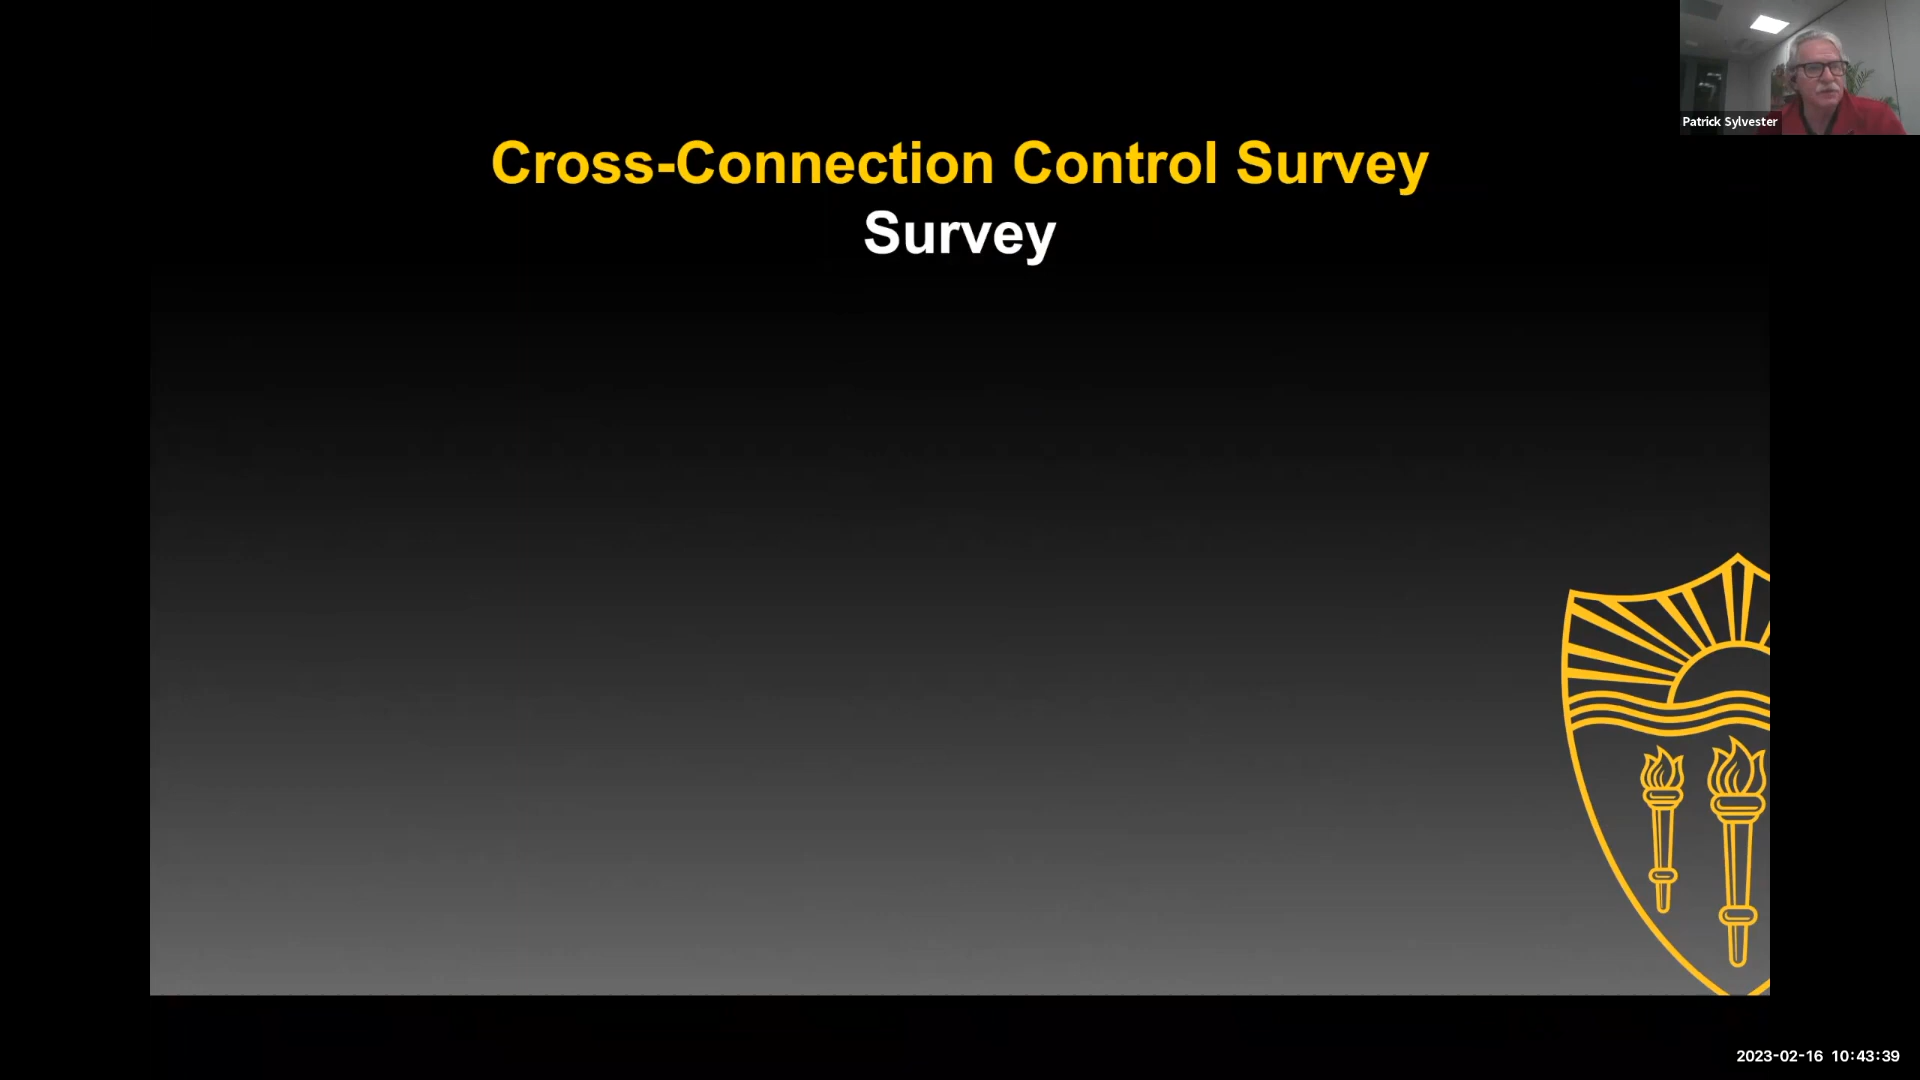 Patrick Sylvester
Cross-Connection Control Survey
Survey
2023-02-16 10:43:39